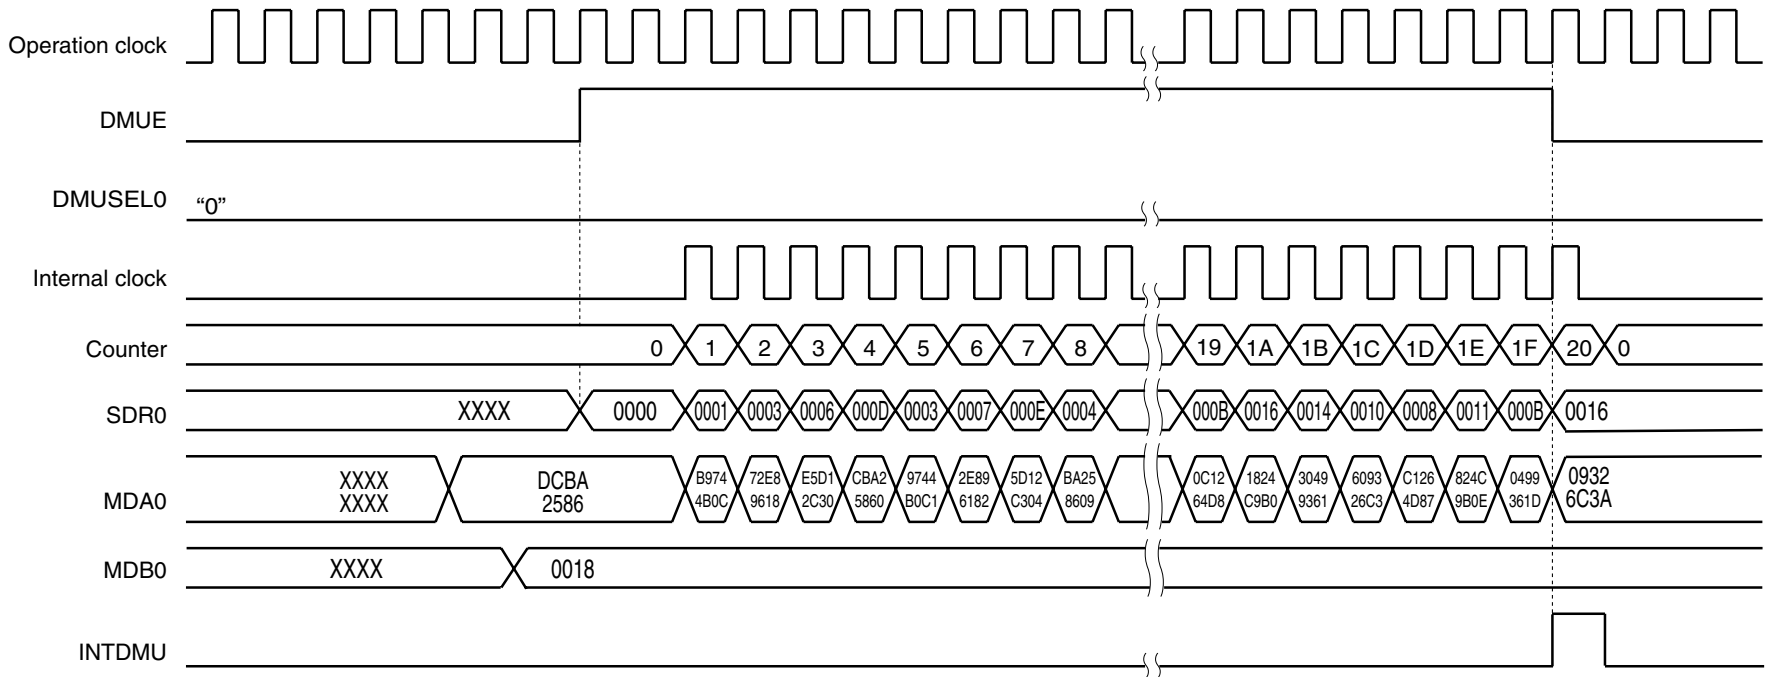 Operation clock
DMUE
DMUSEL0 “0”
Internal clock
Counter 0 1 2 3 4 5 6 7 8 19 1A 1B 1C 1D 1E 1F 20 0
SDR0 XXXX 0000 0001 0003 0006 000D 0003 0007 000E 0004 000B 0016 0014 0010 0008 0011 000B 0016
XXXX DCBA B974 72E8 E5D1 CBA2 9744 2E89 5D12 BA25 0C12 1824 3049 6093 C126 824C 0499 0932
MDA0 XXXX 2586 4B0C 9618 2C30 5860 B0C1 6182 C304 8609 64D8 C9B0 9361 26C3 4D87 9B0E 361D 6C3A
MDB0 XXXX 0018
INTDMU